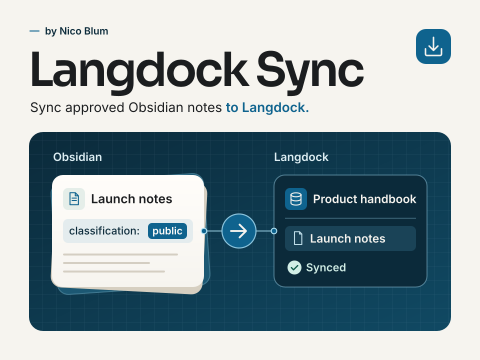 by Nico Blum
Langdock Sync
Sync approved Obsidian notes to Langdock.
Obsidian
Langdock
Launch notes
classification: public
Product handbook
Launch notes
Synced